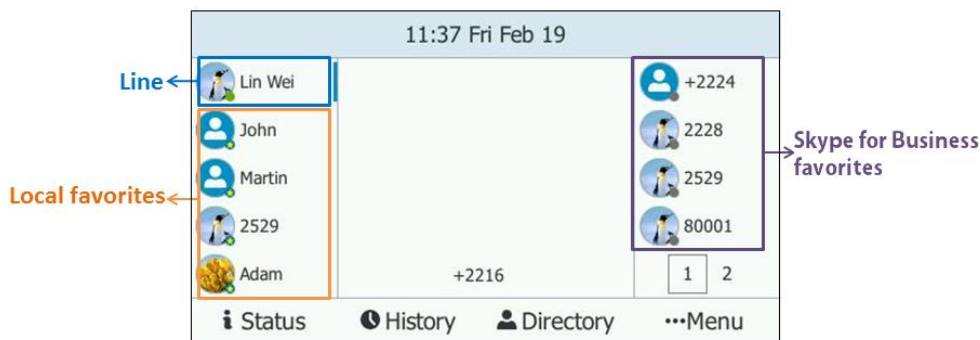 11:37 Fri Feb 19
Line
Lin Wei
John
Local favorites
Martin
2529
Adam
+2216
+2224
2228
2529
80001
Skype for Business
favorites
1 2
Status History Directory •••Menu